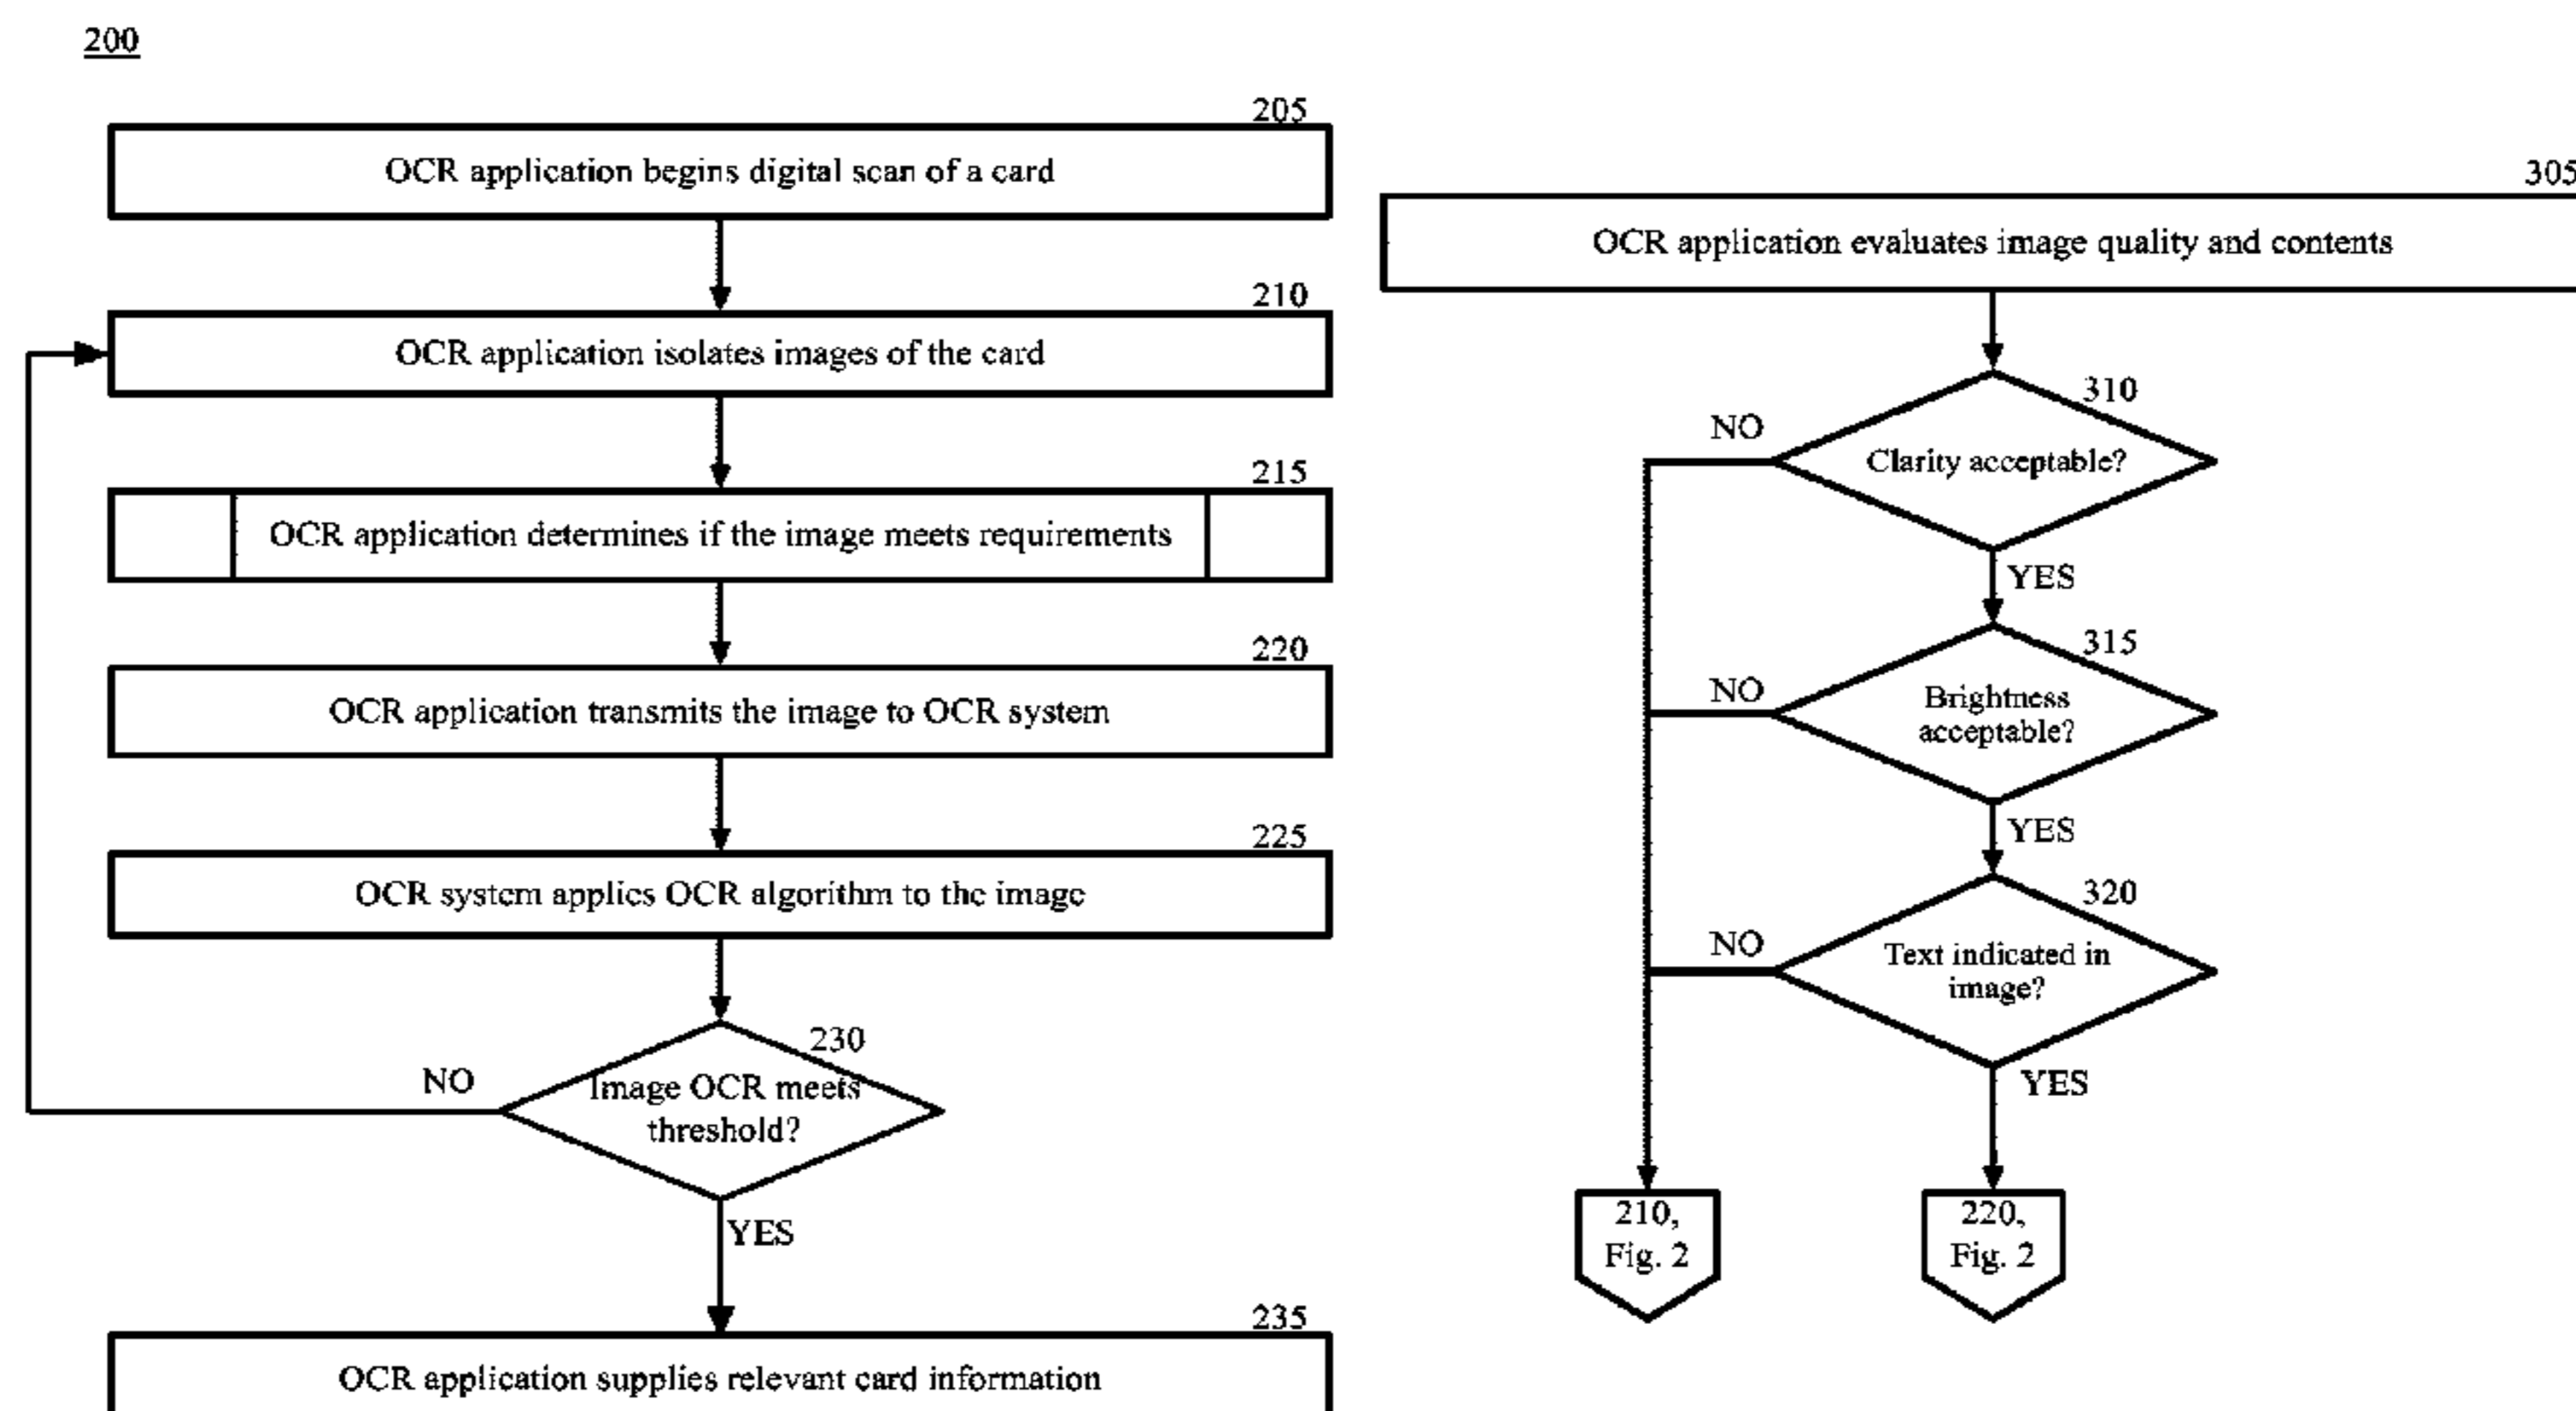 200
205
OCR application begins digital scan of a card
210
OCR application isolates images of the card
215
OCR application determines if the image meets requirements
220
OCR application transmits the image to OCR system
225
OCR system applies OCR algorithm to the image
230
NO
Image OCR meets
threshold?
YES
235
OCR application supplies relevant card information
305
OCR application evaluates image quality and contents
310
NO
Clarity acceptable?
YES
315
NO
Brightness
acceptable?
YES
320
NO
Text indicated in
image?
YES
210,
Fig. 2
220,
Fig. 2